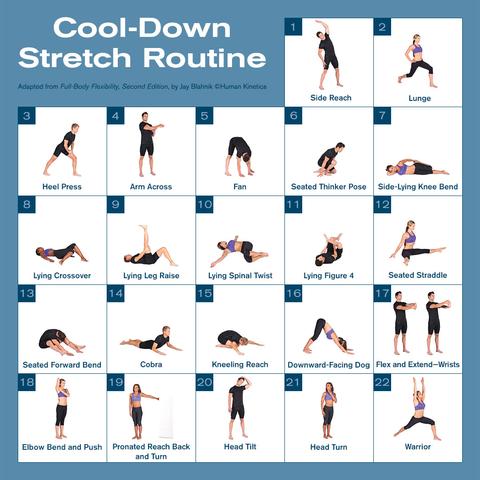 Cool-Down
Stretch Routine
Adapted from Full-Body Flexibility, Second Edition, by Jay Blahnik ©Human Kinetics
1
Side Reach
2
Lunge
3
Heel Press
4
Arm Across
5
Fan
6
Seated Thinker Pose
7
Side-Lying Knee Bend
8
Lying Crossover
9
Lying Leg Raise
10
Lying Spinal Twist
11
Lying Figure 4
12
Seated Straddle
13
Seated Forward Bend
14
Cobra
15
Kneeling Reach
16
Downward-Facing Dog
17
Flex and Extend—Wrists
18
Elbow Bend and Push
19
Pronated Reach Back
and Turn
20
Head Tilt
21
Head Turn
22
Warrior